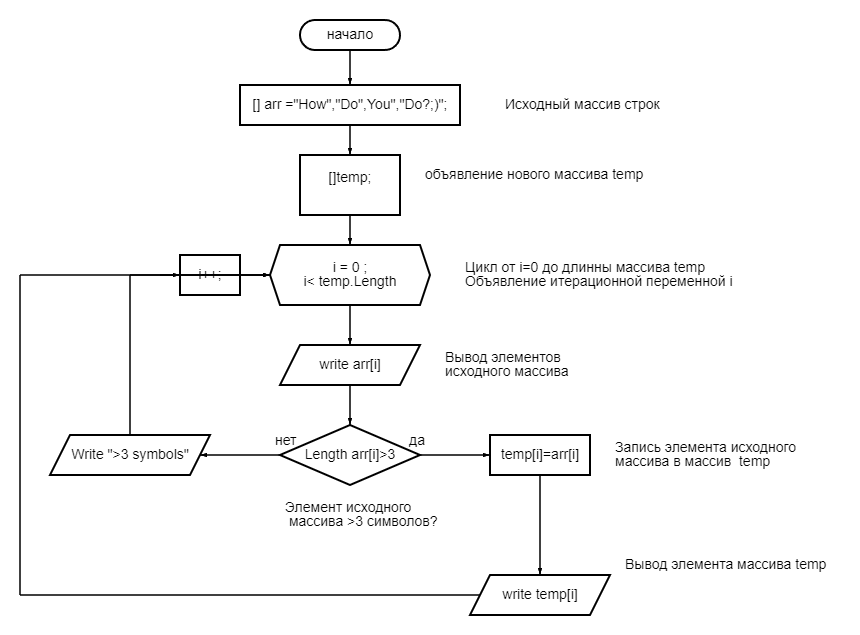 начало
[] arr ="How","Do",You","Do?;)";
Исходный массив строк
[]temp;
объявление нового массива temp
i++;
i = 0 ;
i< temp.Length
Цикл от i=0 до длинны массива temp
Объявление итерационной переменной i
write arr[i]
Вывод элементов
исходного массива
нет
да
Write ">3 symbols"
Length arr[i]>3
temp[i]=arr[i]
Запись элемента исходного
массива в массив temp
Элемент исходного
массива >3 символов?
Вывод элемента массива temp
write temp[i]